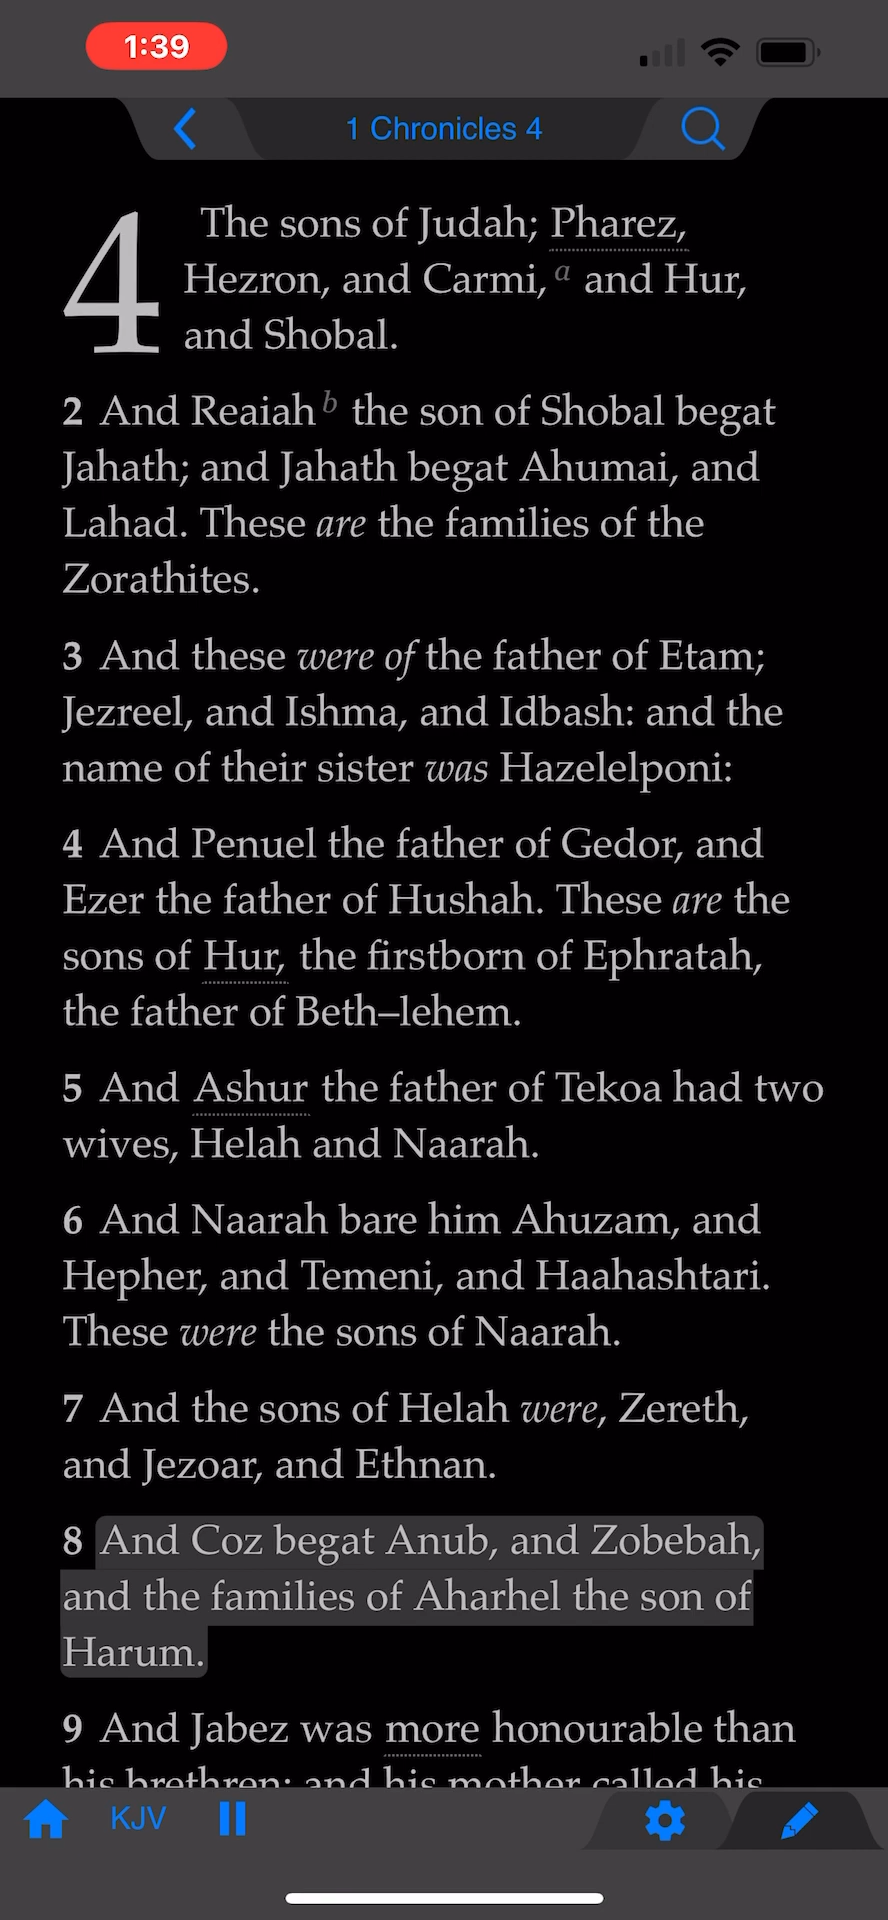 1:39
1 Chronicles 4
4 The sons of Judah; Pharez,
Hezron, and Carmi, a and Hur,
and Shobal.
2 And Reaiah b the son of Shobal begat
Jahath; and Jahath begat Ahumai, and
Lahad. These are the families of the
Zorathites.
3 And these were of the father of Etam;
Jezreel, and Ishma, and Idbash: and the
name of their sister was Hazelelponi:
4 And Penuel the father of Gedor, and
Ezer the father of Hushah. These are the
sons of Hur, the firstborn of Ephratah,
the father of Beth–lehem.
5 And Ashur the father of Tekoa had two
wives, Helah and Naarah.
6 And Naarah bare him Ahuzam, and
Hepher, and Temeni, and Haahashtari.
These were the sons of Naarah.
7 And the sons of Helah were, Zereth,
and Jezoar, and Ethnan.
8 And Coz begat Anub, and Zobebah,
and the families of Aharhel the son of
Harum.
9 And Jabez was more honourable than
his brethren: and his mother called his
KJV